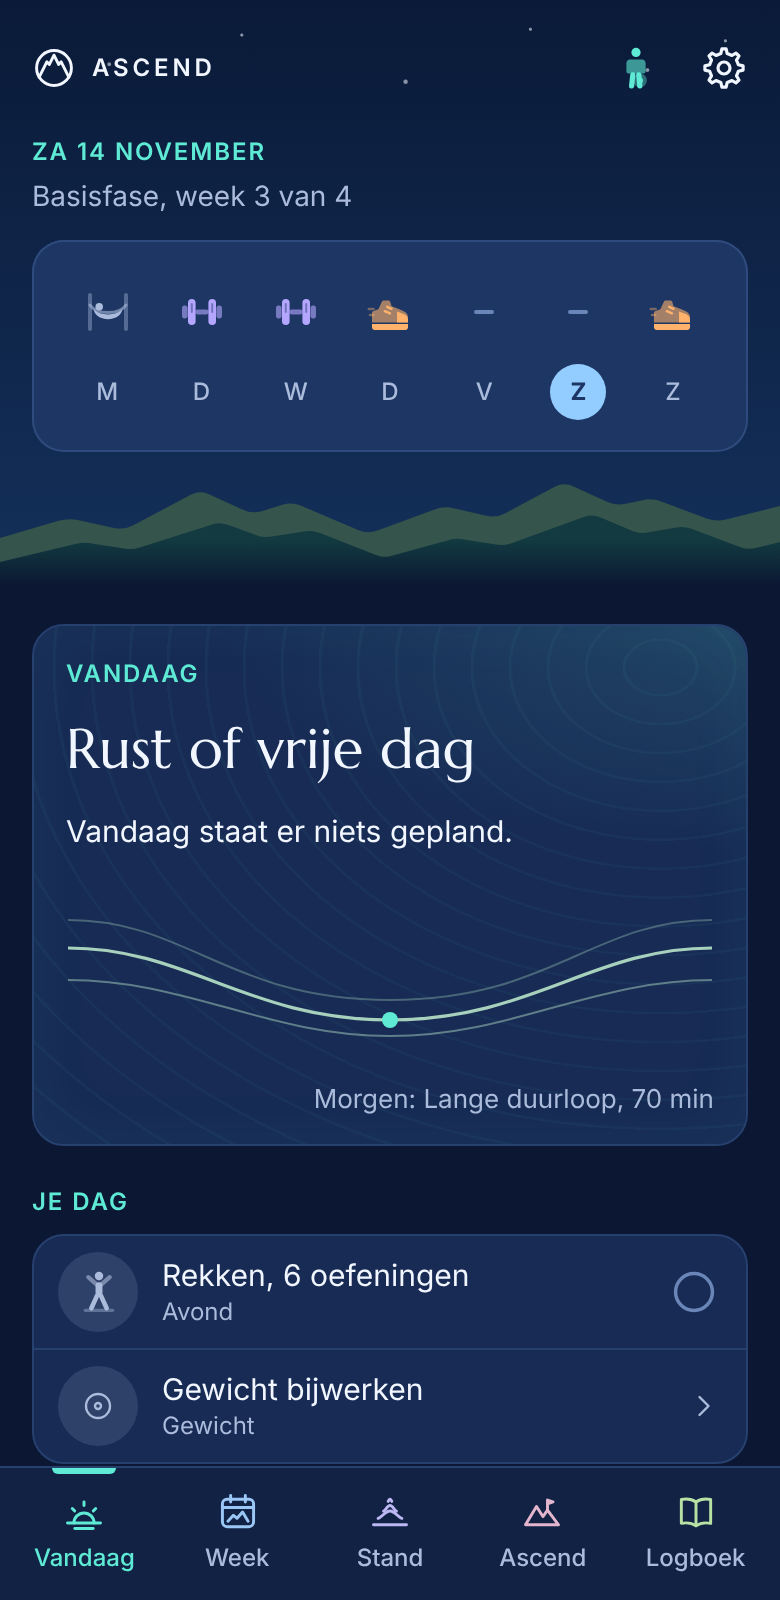 ASCEND
ZA 14 NOVEMBER
Basisfase, week 3 van 4
M D W D V Z Z
VANDAAG
Rust of vrije dag
Vandaag staat er niets gepland.
Morgen: Lange duurloop, 70 min
JE DAG
Rekken, 6 oefeningen
Avond
Gewicht bijwerken
Gewicht
Vandaag Week Stand Ascend Logboek